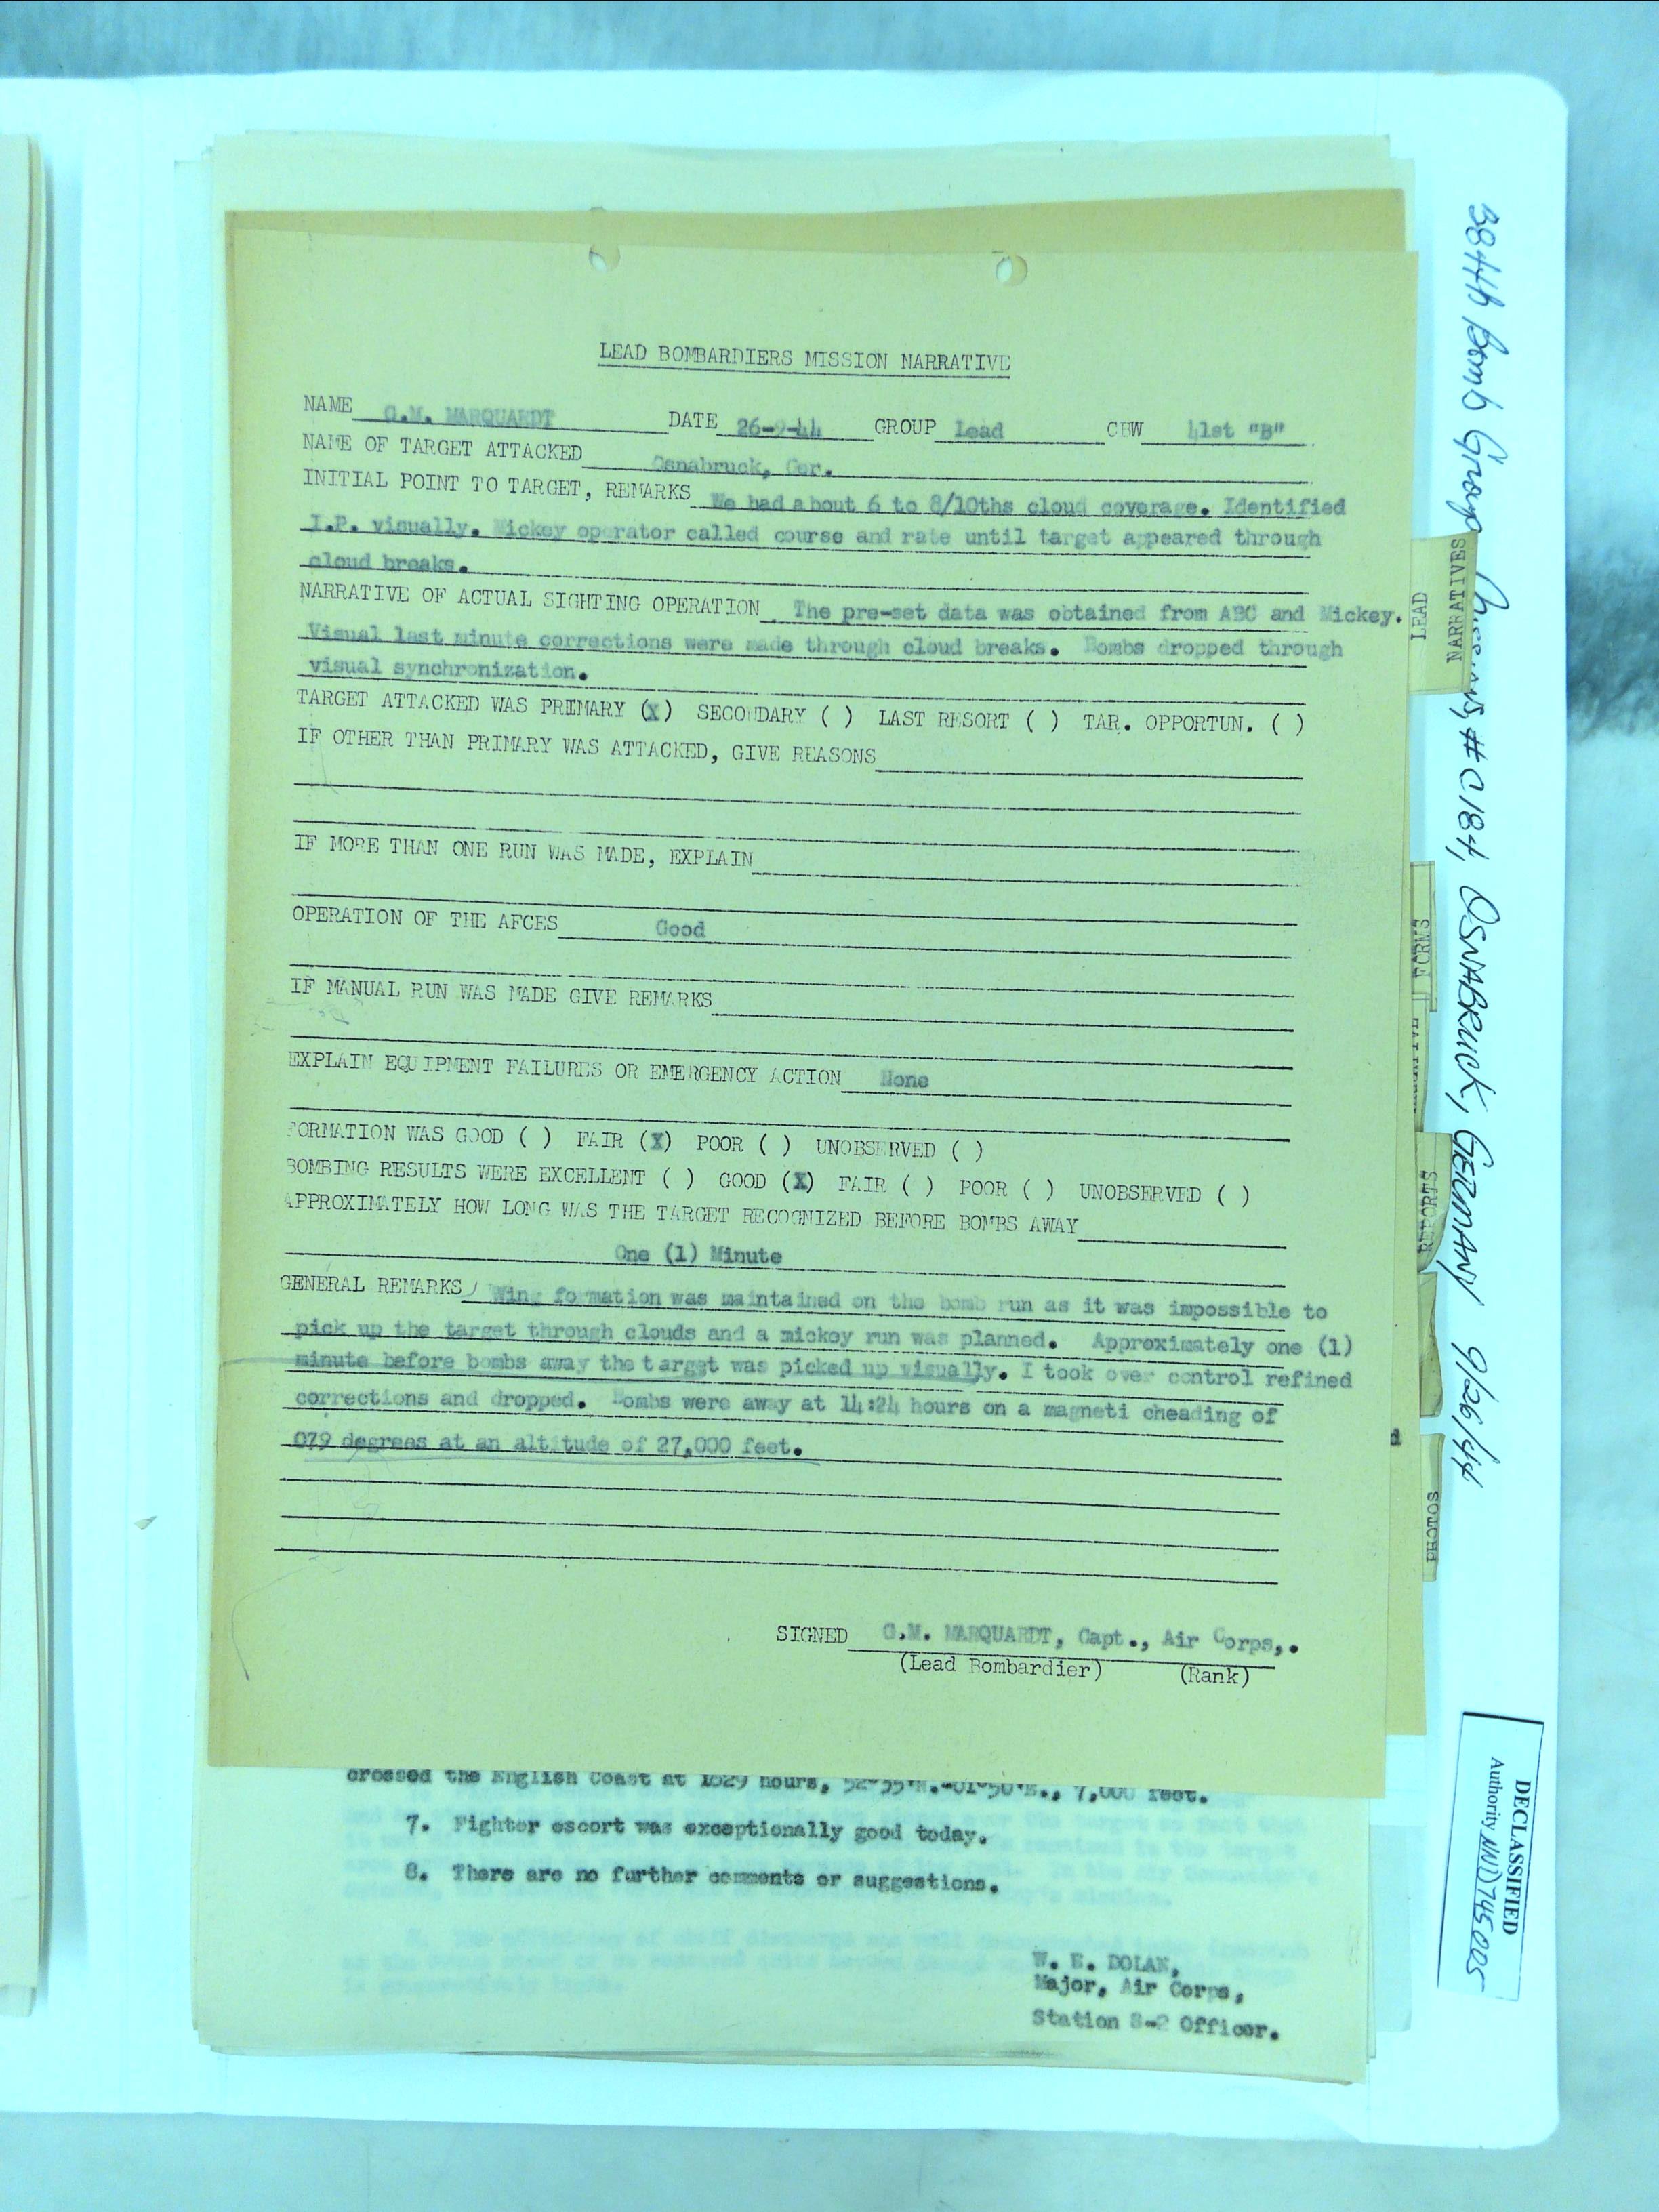 LEAD BOMBARDIERS MISSION NARRATIVE
NAME G.M. MARQUARDT DATE 26-9-44 GROUP Lead CBW 41st "B"
NAME OF TARGET ATTACKED Osnabruck, Ger.
INITIAL POINT TO TARGET, REMARKS We had about 6 to 8/10ths cloud coverage. Identified
I.P. visually. Mickey operator called course and rate until target appeared through
cloud breaks.
NARRATIVE OF ACTUAL SIGHTING OPERATION The pre-set data was obtained from ABC and Mickey.
Visual last minute corrections were made through cloud breaks. Bombs dropped through
visual synchronization.
TARGET ATTACKED WAS PRIMARY (X) SECONDARY ( ) LAST RESORT ( ) TAR. OPPORTUN. ( )
IF OTHER THAN PRIMARY WAS ATTACKED, GIVE REASONS
IF MORE THAN ONE RUN WAS MADE, EXPLAIN
OPERATION OF THE AFCES Good
IF MANUAL RUN WAS MADE GIVE REMARKS
EXPLAIN EQUIPMENT FAILURES OR EMERGENCY ACTION None
FORMATION WAS GOOD ( ) FAIR (X) POOR ( ) UNOBSERVED ( )
BOMBING RESULTS WERE EXCELLENT ( ) GOOD (X) FAIR ( ) POOR ( ) UNOBSERVED ( )
APPROXIMATELY HOW LONG WAS THE TARGET RECOGNIZED BEFORE BOMBS AWAY
One (1) Minute
GENERAL REMARKS Wing formation was maintained on the bomb run as it was impossible to
pick up the target through clouds and a mickey run was planned. Approximately one (1)
minute before bombs away the target was picked up visually. I took over control refined
corrections and dropped. Bombs were away at 14:24 hours on a magneti cheading of
079 degrees at an altitude of 27,000 feet.
SIGNED G.M. MARQUARDT, Capt., Air Corps,.
(Lead Bombardier) (Rank)
crossed the English Coast at 1629 hours, 52°35'N.-01°50'E., 7,000 feet.
7. Fighter escort was exceptionally good today.
8. There are no further comments or suggestions.
W. E. DOLAN,
Major, Air Corps,
Station S-2 Officer.
384th Bomb Group Missions, #C184, OSNABRUCK, GERMANY 9/26/44
LEAD
NARRATIVES
FORMS
REPORTS
PHOTOS
DECLASSIFIED
Authority NND745005